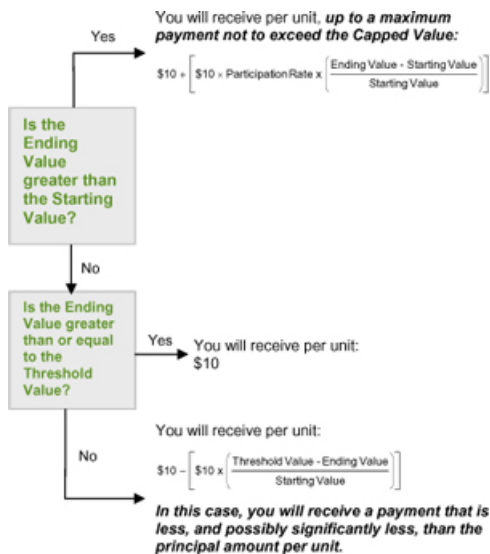 Yes
You will receive per unit, up to a maximum
payment not to exceed the Capped Value:
$10 + [ $10 × Participation Rate x ( Ending Value - Starting Value / Starting Value ) ]
Is the
Ending
Value
greater than
the Starting
Value?
No
Is the Ending
Value greater
than or equal
to the
Threshold
Value?
Yes
You will receive per unit:
$10
No
You will receive per unit:
$10 – [ $10 x ( Threshold Value - Ending Value / Starting Value ) ]
In this case, you will receive a payment that is
less, and possibly significantly less, than the
principal amount per unit.